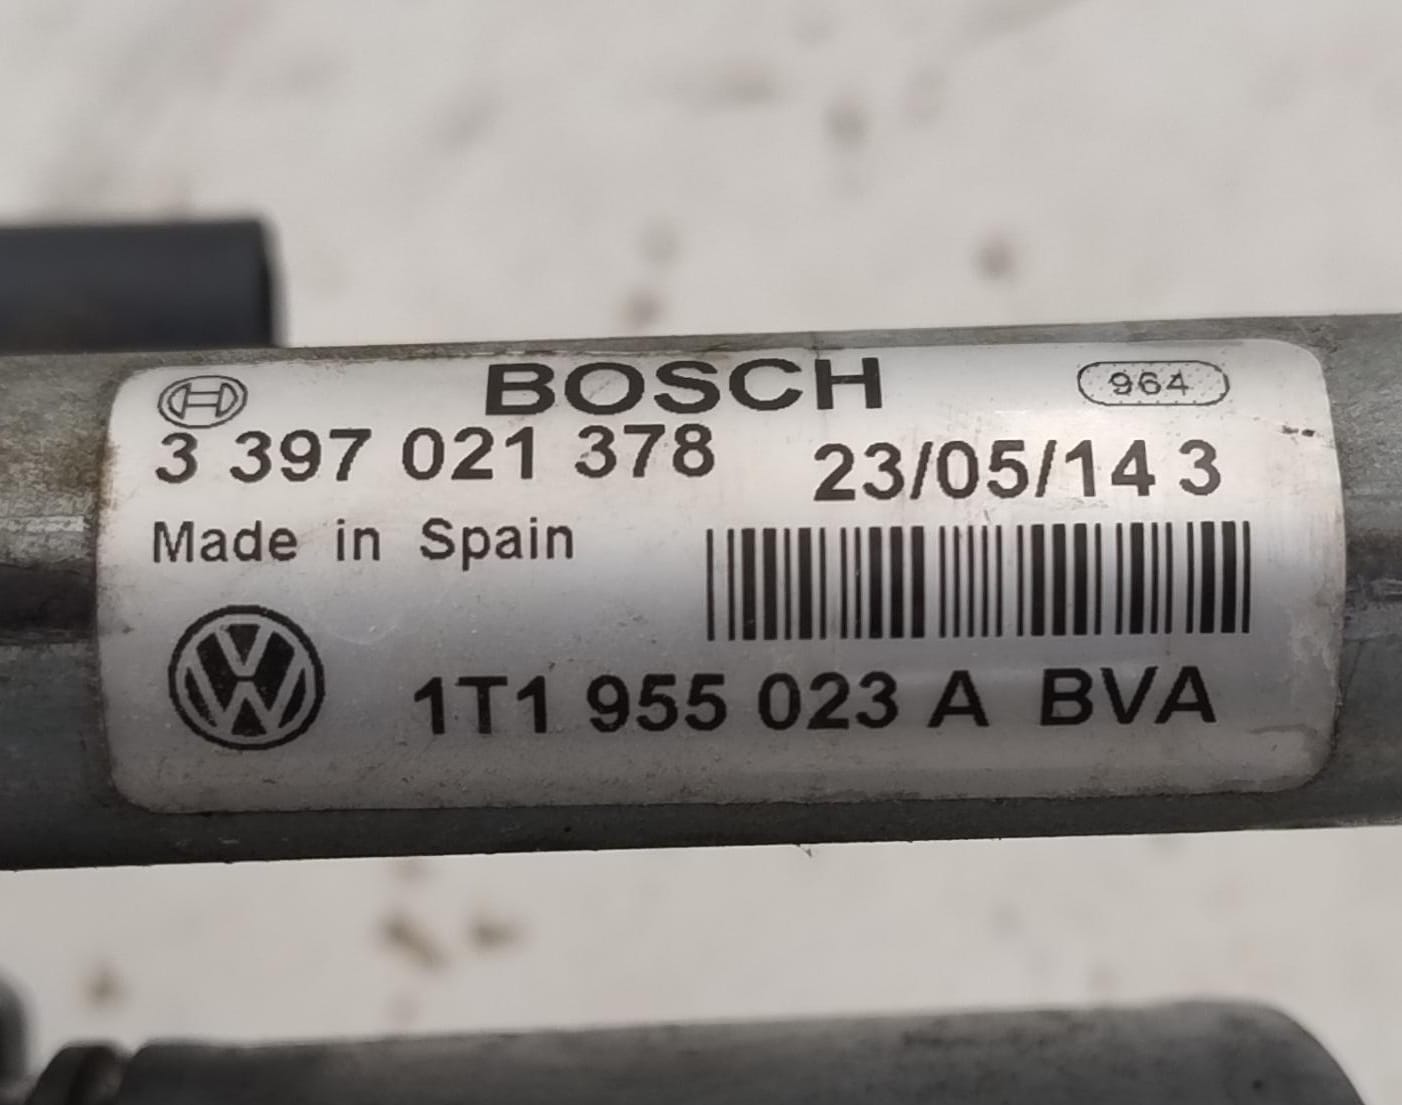 BOSCH 964
3 397 021 378 23/05/14 3
Made in Spain
1T1 955 023 A BVA